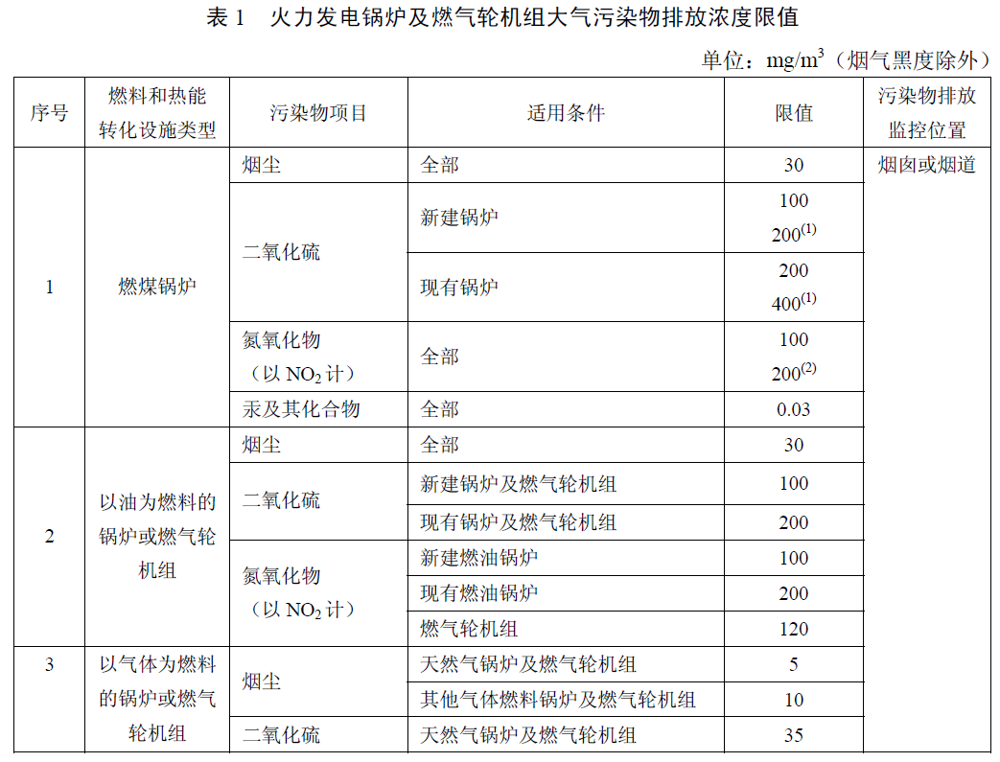 表 1 火力发电锅炉及燃气轮机组大气污染物排放浓度限值
单位：mg/m³（烟气黑度除外）
序号
燃料和热能
转化设施类型
污染物项目
适用条件
限值
污染物排放
监控位置
1
燃煤锅炉
烟尘
全部
30
烟囱或烟道
二氧化硫
新建锅炉
100
200⁽¹⁾
现有锅炉
200
400⁽¹⁾
氮氧化物
（以 NO₂ 计）
全部
100
200⁽²⁾
汞及其化合物
全部
0.03
2
以油为燃料的
锅炉或燃气轮
机组
烟尘
全部
30
二氧化硫
新建锅炉及燃气轮机组
100
现有锅炉及燃气轮机组
200
氮氧化物
（以 NO₂ 计）
新建燃油锅炉
100
现有燃油锅炉
200
燃气轮机组
120
3
以气体为燃料
的锅炉或燃气
轮机组
烟尘
天然气锅炉及燃气轮机组
5
其他气体燃料锅炉及燃气轮机组
10
二氧化硫
天然气锅炉及燃气轮机组
35